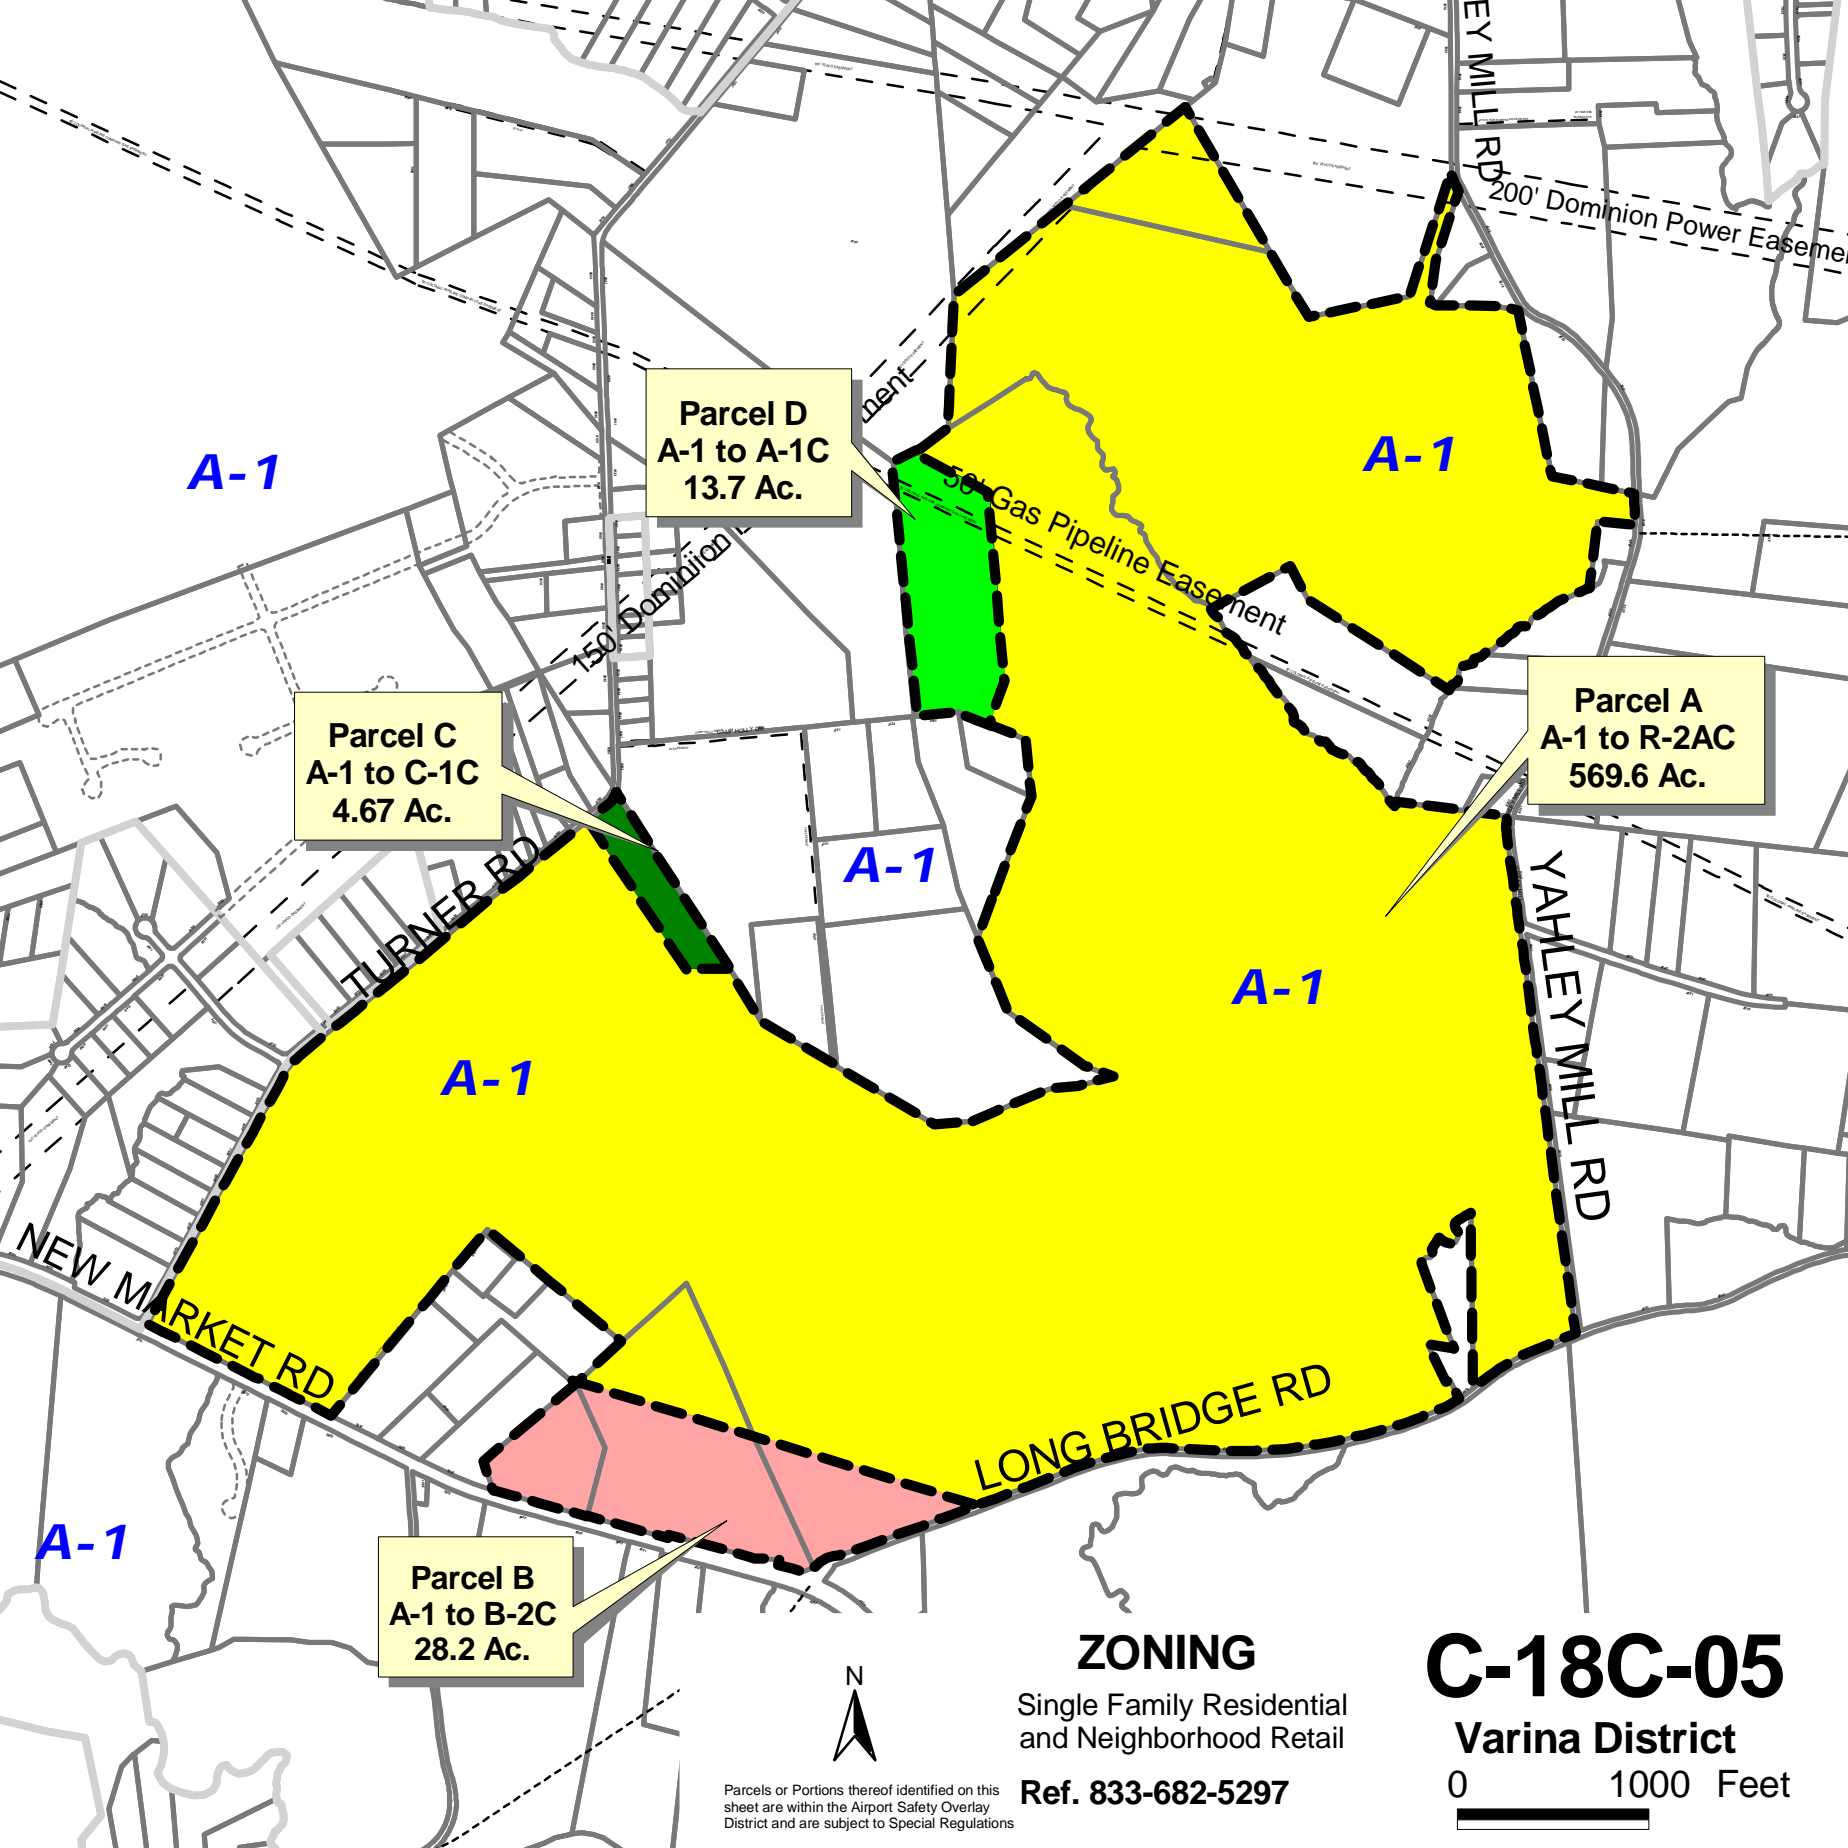 EY MILL RD
200' Dominion Power Easeme
Parcel D
A-1 to A-1C
13.7 Ac.
A-1
A-1
50' Gas Pipeline Easement
150' Dominiion
ment
Parcel A
A-1 to R-2AC
569.6 Ac.
Parcel C
A-1 to C-1C
4.67 Ac.
A-1
TURNER RD
YAHLEY MILL RD
A-1
A-1
NEW MARKET RD
LONG BRIDGE RD
A-1
Parcel B
A-1 to B-2C
28.2 Ac.
N
Parcels or Portions thereof identified on this
sheet are within the Airport Safety Overlay
District and are subject to Special Regulations
ZONING
Single Family Residential
and Neighborhood Retail
Ref. 833-682-5297
C-18C-05
Varina District
0 1000 Feet